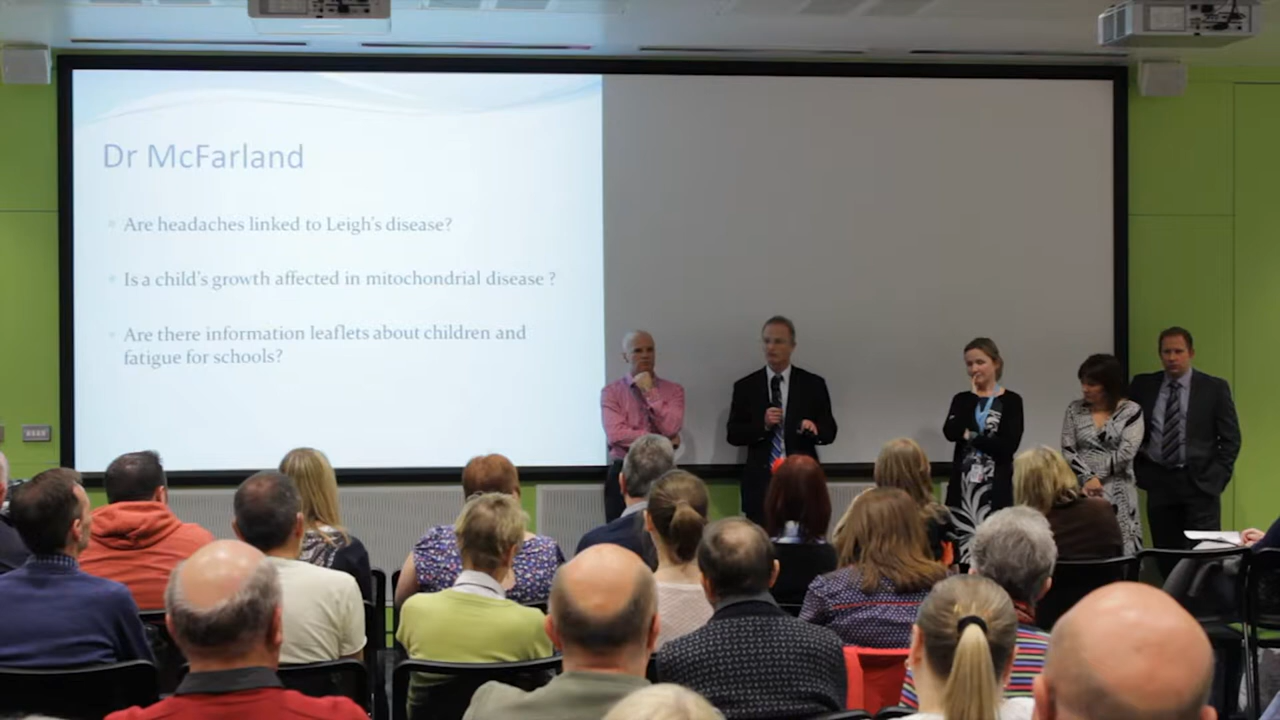 Dr McFarland
Are headaches linked to Leigh's disease?
Is a child's growth affected in mitochondrial disease ?
Are there information leaflets about children and
fatigue for schools?